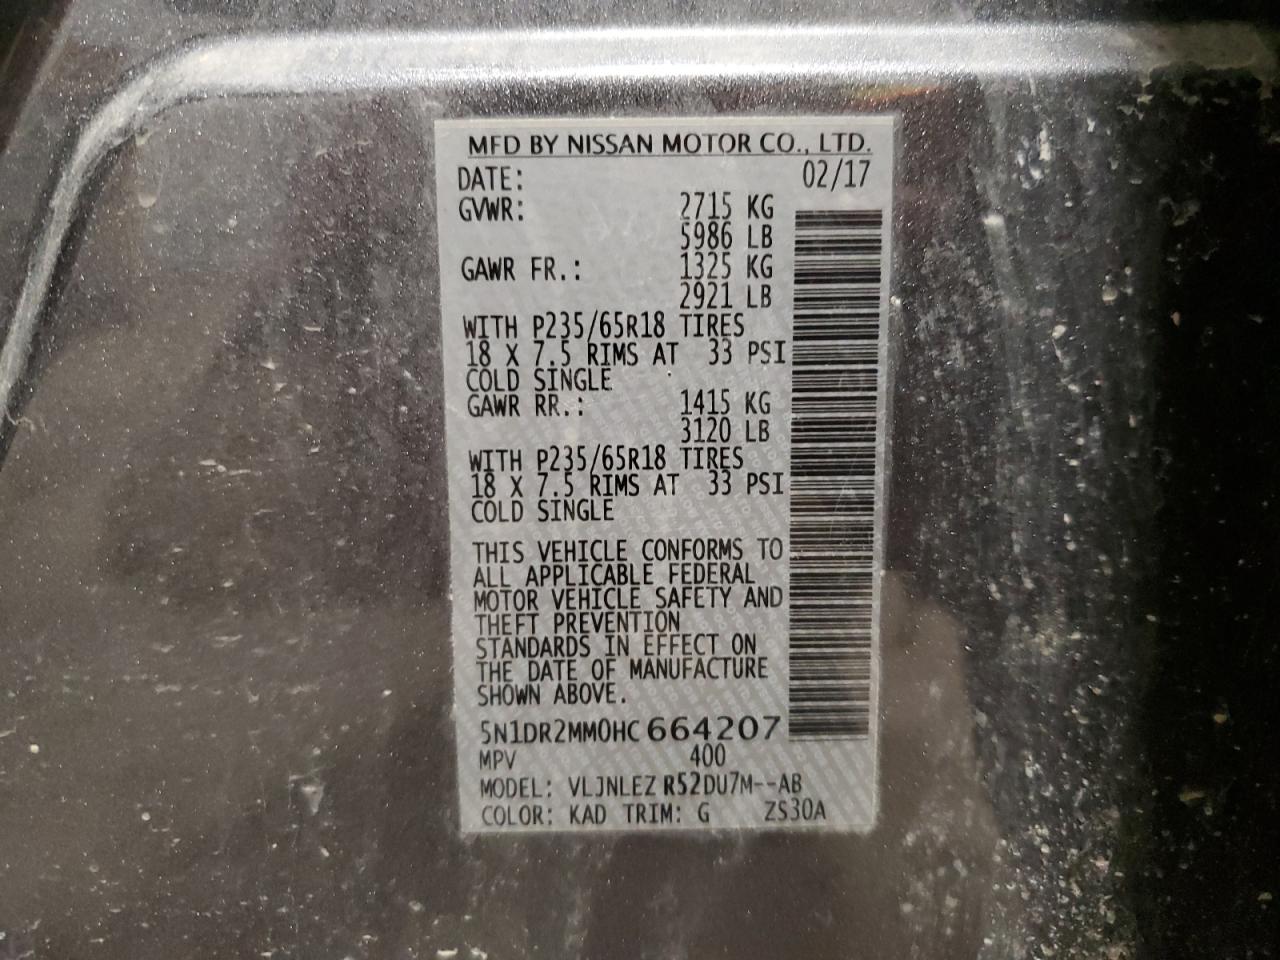 MFD BY NISSAN MOTOR CO., LTD.
DATE: 02/17
GVWR: 2715 KG
5986 LB
GAWR FR.: 1325 KG
2921 LB
WITH P235/65R18 TIRES
18 X 7.5 RIMS AT 33 PSI
COLD SINGLE
GAWR RR.: 1415 KG
3120 LB
WITH P235/65R18 TIRES
18 X 7.5 RIMS AT 33 PSI
COLD SINGLE
THIS VEHICLE CONFORMS TO
ALL APPLICABLE FEDERAL
MOTOR VEHICLE SAFETY AND
THEFT PREVENTION
STANDARDS IN EFFECT ON
THE DATE OF MANUFACTURE
SHOWN ABOVE.
5N1DR2MM0HC664207
MPV 400
MODEL: VLJNLEZ R52DU7M--AB
COLOR: KAD TRIM: G ZS30A